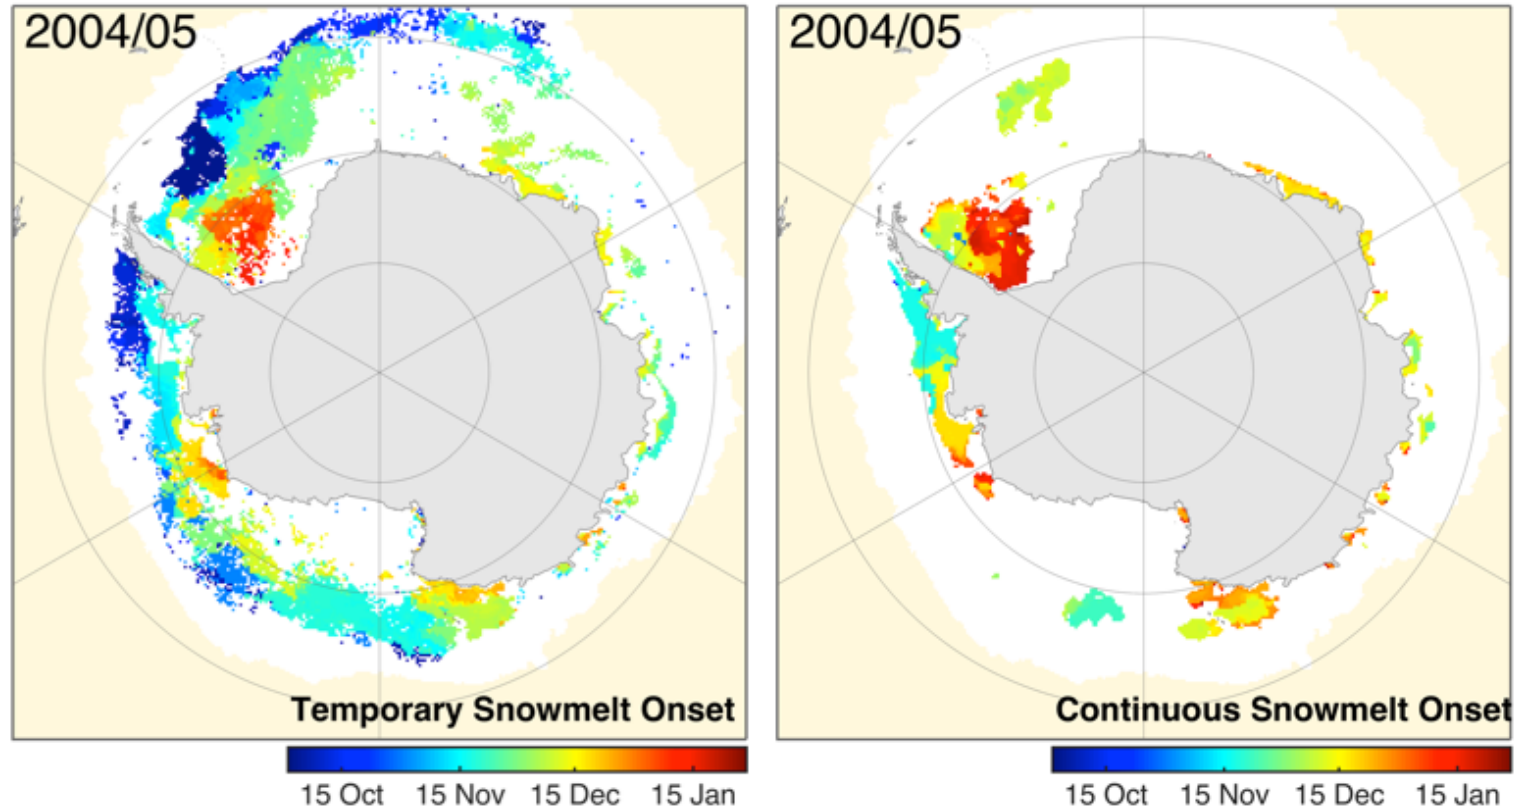 2004/05
Temporary Snowmelt Onset
15 Oct 15 Nov 15 Dec 15 Jan
2004/05
Continuous Snowmelt Onset
15 Oct 15 Nov 15 Dec 15 Jan